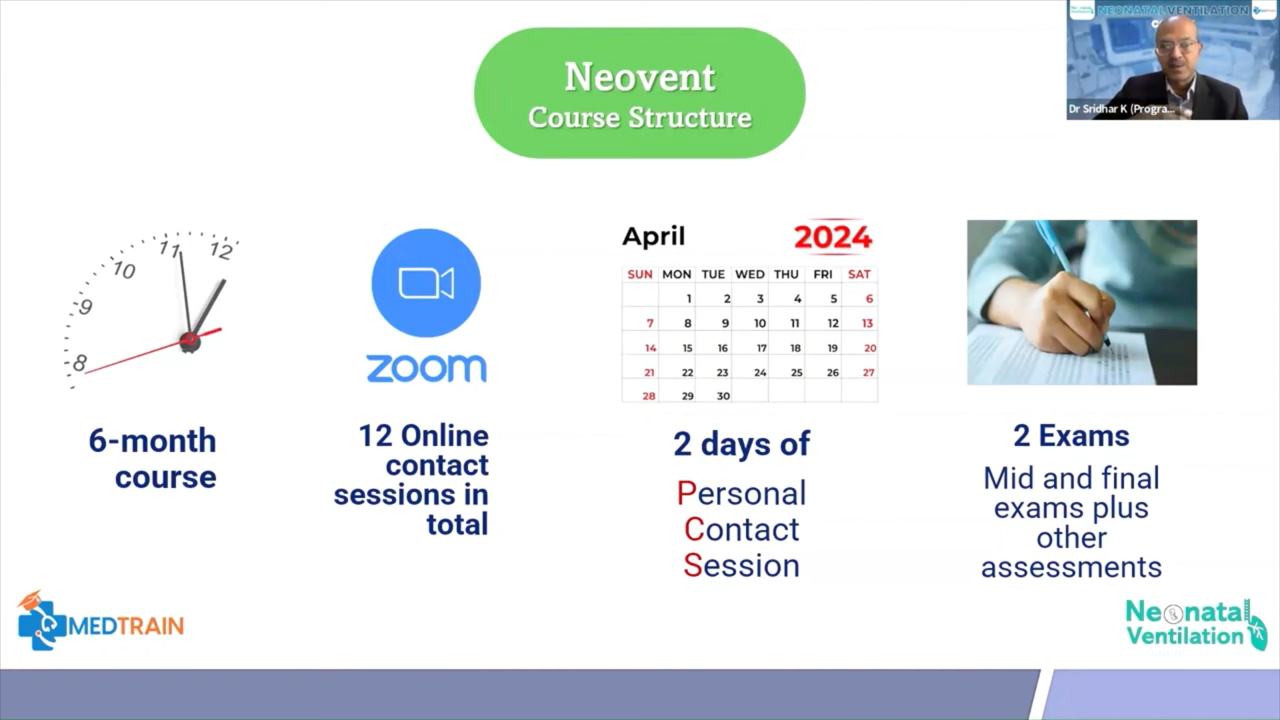 Neovent
Course Structure
NEONATAL VENTILATION
Dr Sridhar K (Progra...
11
12
10
9
8
zoom
April
2024
SUN MON TUE WED THU FRI SAT
1 2 3 4 5 6
7 8 9 10 11 12 13
14 15 16 17 18 19 20
21 22 23 24 25 26 27
28 29 30
6-month
course
12 Online
contact
sessions in
total
2 days of
Personal
Contact
Session
2 Exams
Mid and final
exams plus
other
assessments
MEDTRAIN
Neonatal
Ventilation